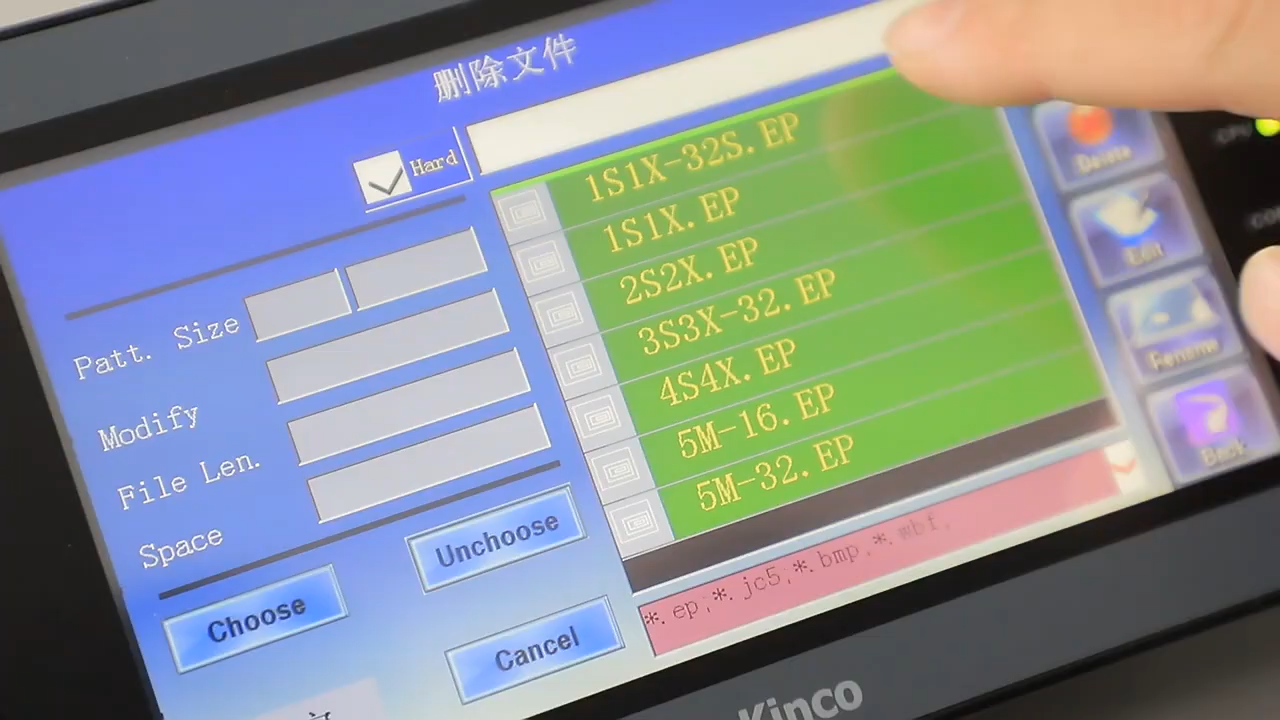 删除文件
Hard
1S1X-32S.EP
1S1X.EP
2S2X.EP
3S3X-32.EP
4S4X.EP
5M-16.EP
5M-32.EP
Patt. Size
Modify
File Len.
Space
Choose
Unchoose
Cancel
*.ep;*.jc5;*.bmp,*.mbf,
Delete
Edit
Rename
Back
Kinco
CPU